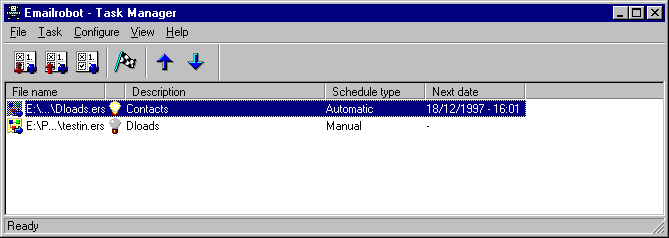 Emailrobot - Task Manager
File Task Configure View Help
File name Description Schedule type Next date
E:\...\Dloads.ers Contacts Automatic 18/12/1997 - 16:01
E:\P...\testin.ers Dloads Manual -
Ready